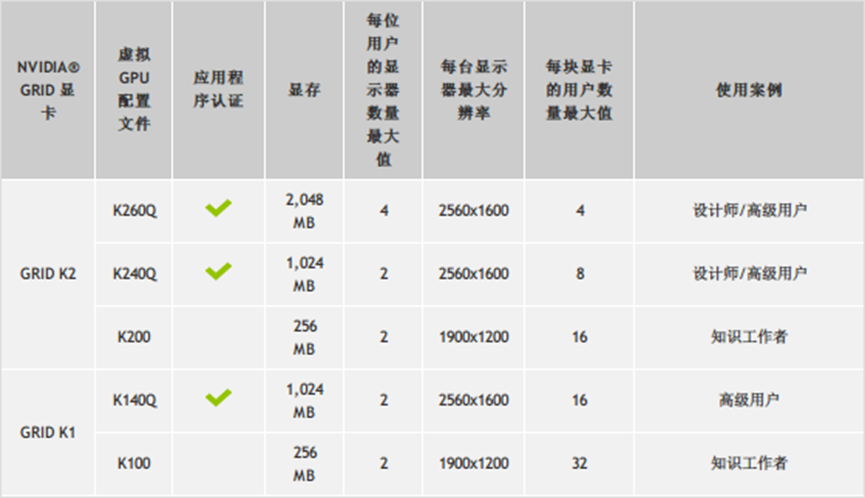 NVIDIA®
GRID 显
卡
虚拟
GPU
配置
文件
应用程
序认证
显存
每位
用户
的显
示器
数量
最大
值
每台显示
器最大分
辨率
每块显卡
的用户数
量最大值
使用案例
GRID K2
K260Q
2,048
MB
4
2560x1600
4
设计师/高级用户
K240Q
1,024
MB
2
2560x1600
8
设计师/高级用户
K200
256
MB
2
1900x1200
16
知识工作者
GRID K1
K140Q
1,024
MB
2
2560x1600
16
高级用户
K100
256
MB
2
1900x1200
32
知识工作者